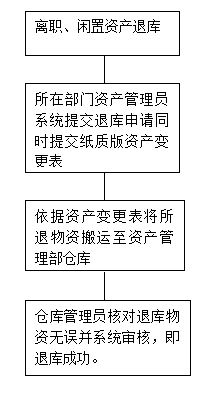 离职、闲置资产退库
所在部门资产管理员
系统提交退库申请同
时提交纸质版资产变
更表
依据资产变更表将所
退物资搬运至资产管
理部仓库
仓库管理员核对退库物
资无误并系统审核，即
退库成功。